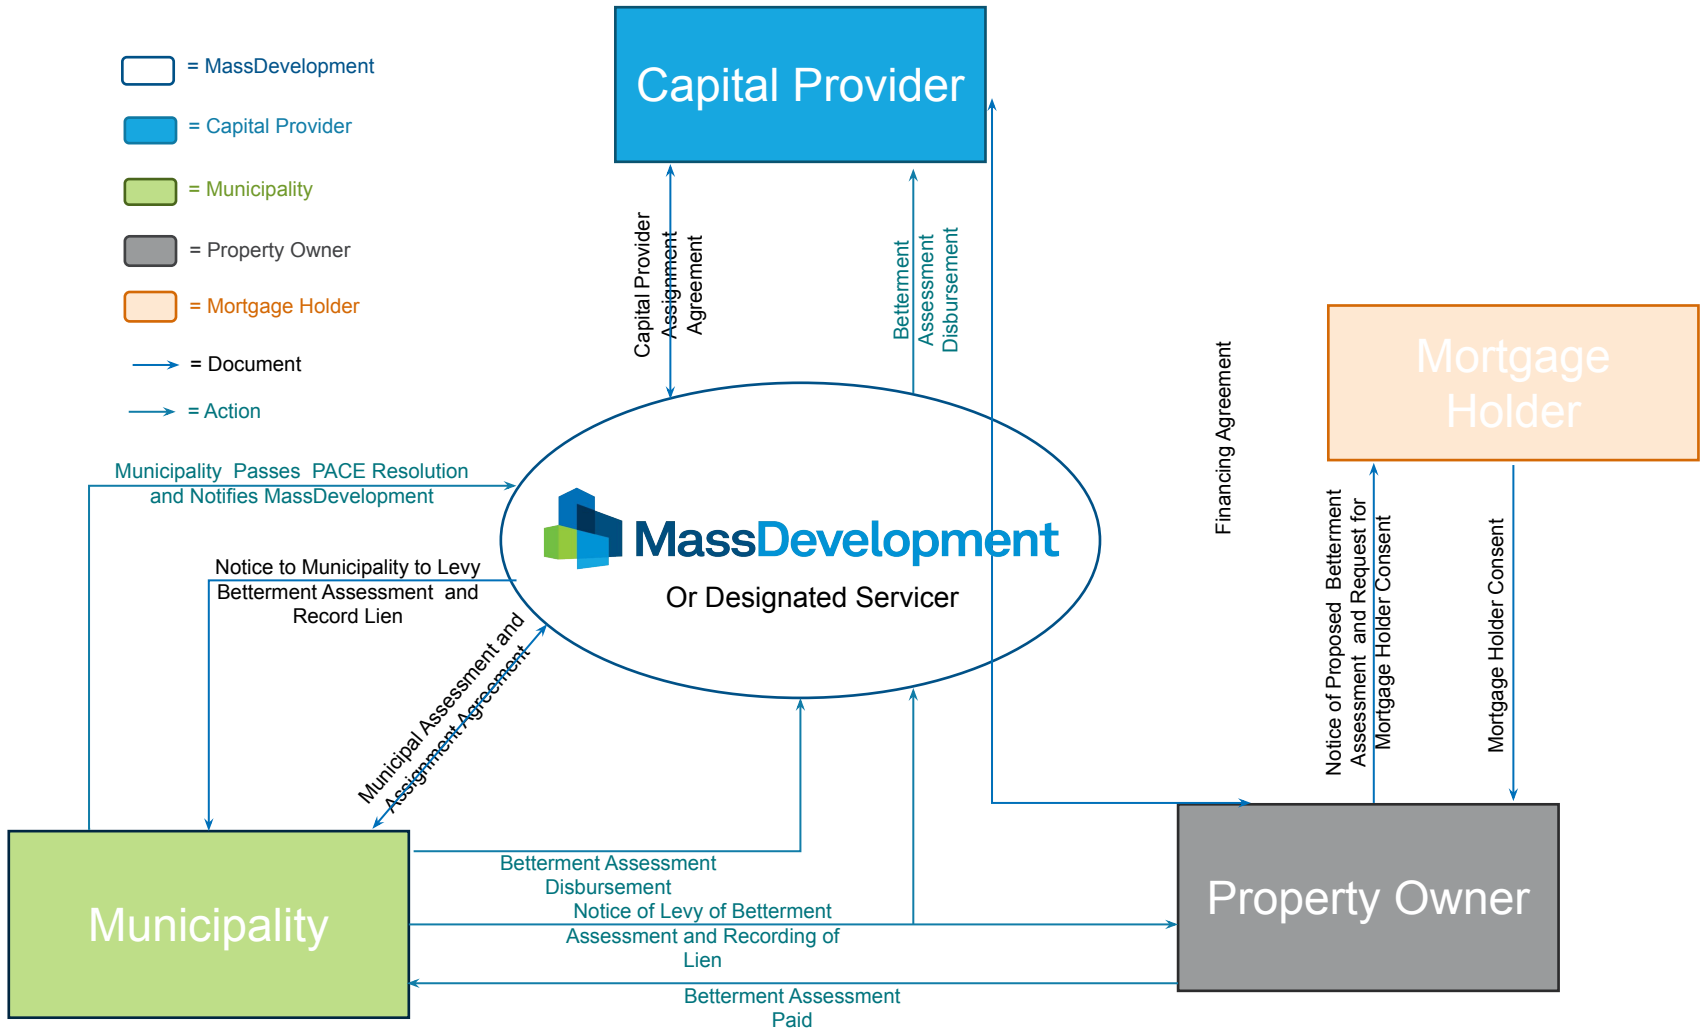 Capital Provider
= MassDevelopment
= Capital Provider
= Municipality
= Property Owner
= Mortgage Holder
= Document
= Action
Capital Provider
Assignment
Agreement
Betterment
Assessment
Disbursement
Financing Agreement
Mortgage
Holder
Municipality Passes PACE Resolution
and Notifies MassDevelopment
MassDevelopment
Or Designated Servicer
Notice to Municipality to Levy
Betterment Assessment and
Record Lien
Municipal Assessment and
Assignment Agreement
Notice of Proposed Betterment
Assessment and Request for
Mortgage Holder Consent
Mortgage Holder Consent
Municipality
Betterment Assessment
Disbursement
Notice of Levy of Betterment
Assessment and Recording of
Lien
Betterment Assessment
Paid
Property Owner